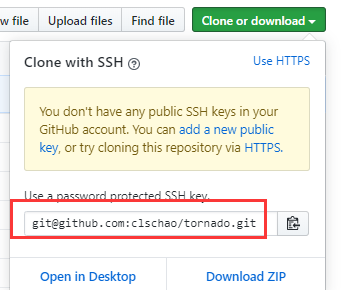 w file
Upload files
Find file
Clone or download
Clone with SSH
Use HTTPS
You don't have any public SSH keys in your
GitHub account. You can add a new public
key, or try cloning this repository via HTTPS.
Use a password protected SSH key.
git@github.com:clschao/tornado.git
Open in Desktop
Download ZIP